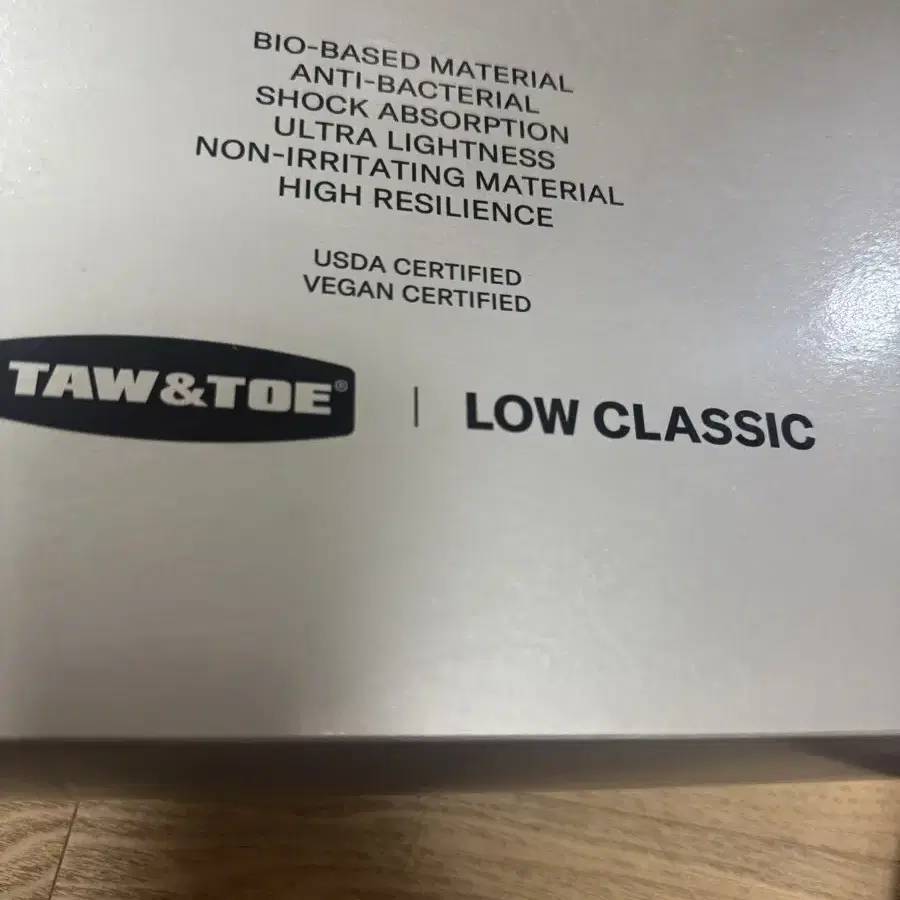 BIO-BASED MATERIAL
ANTI-BACTERIAL
SHOCK ABSORPTION
ULTRA LIGHTNESS
NON-IRRITATING MATERIAL
HIGH RESILIENCE
USDA CERTIFIED
VEGAN CERTIFIED
TAW&TOE® | LOW CLASSIC